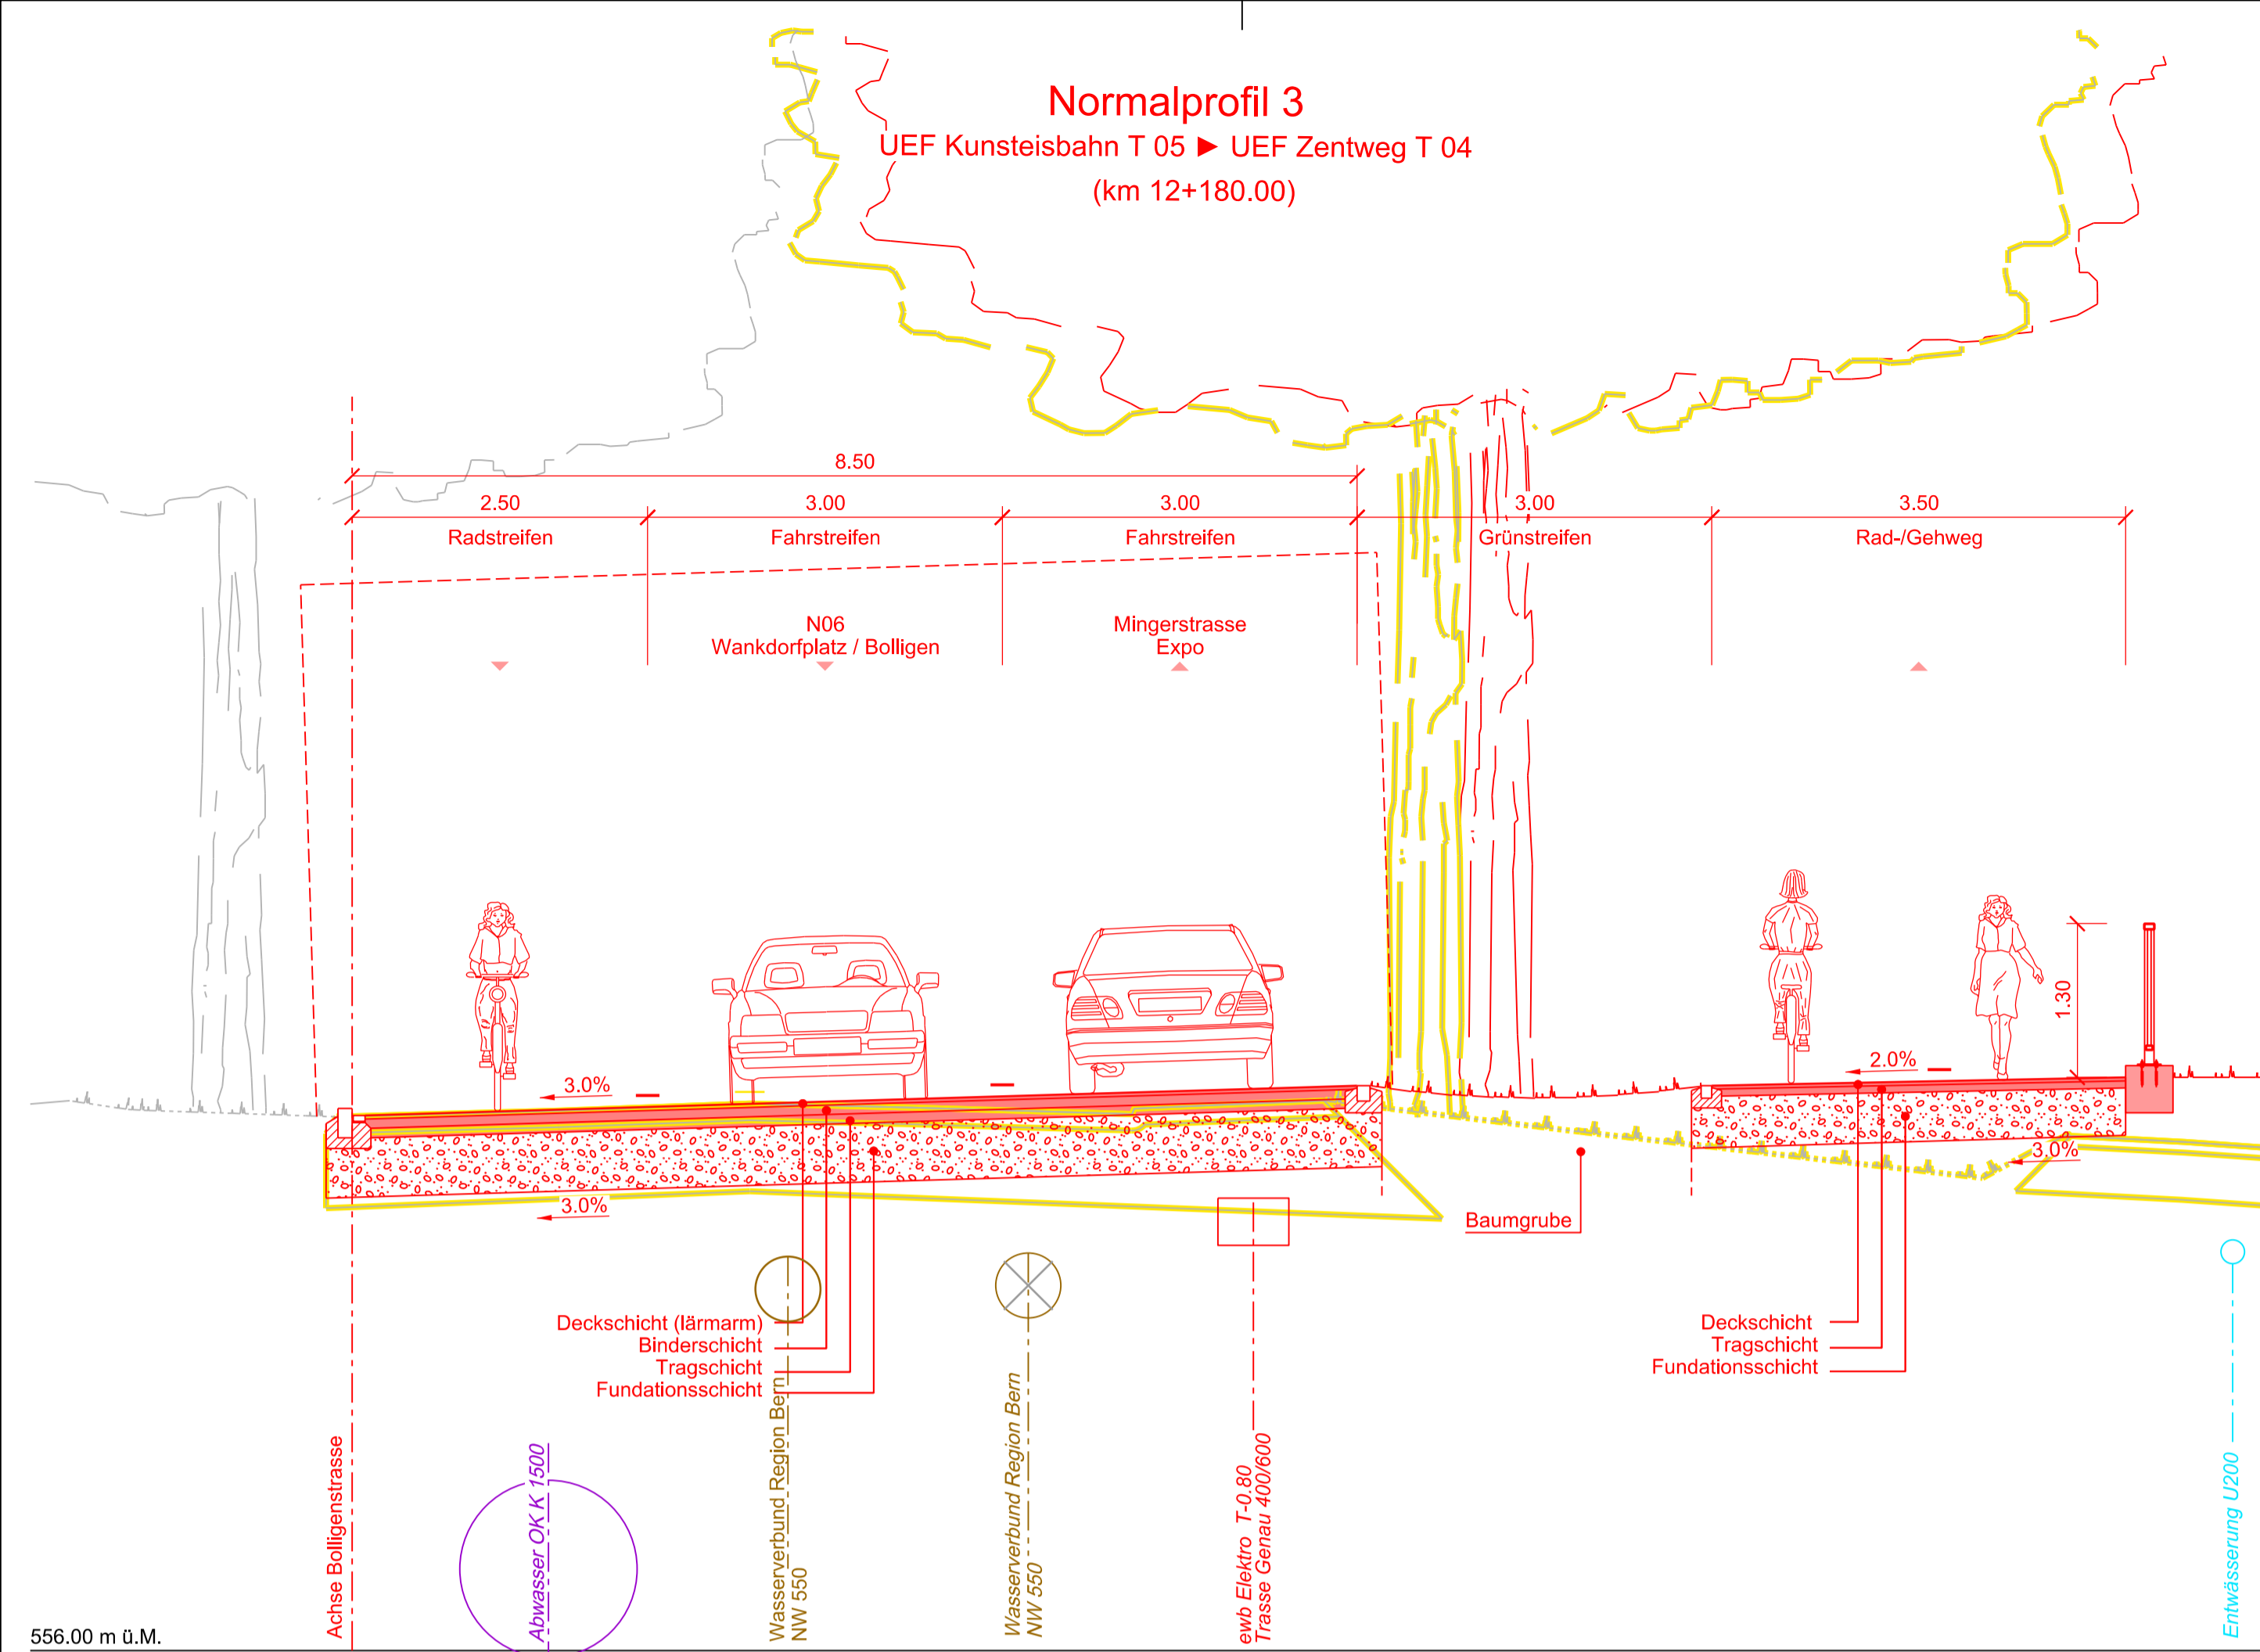 Normalprofil 3
UEF Kunsteisbahn T 05 ► UEF Zentweg T 04
(km 12+180.00)
8.50
2.50
3.00
3.00
3.00
3.50
Radstreifen
Fahrstreifen
Fahrstreifen
Grünstreifen
Rad-/Gehweg
N06
Wankdorfplatz / Bolligen
Mingerstrasse
Expo
1.30
3.0%
2.0%
3.0%
3.0%
Baumgrube
Deckschicht (lärmarm)
Binderschicht
Tragschicht
Fundationsschicht
Deckschicht
Tragschicht
Fundationsschicht
Achse Bolligenstrasse
Abwasser OK K 1500
Wasserverbund Region Bern
NW 550
Wasserverbund Region Bern
NW 550
ewb Elektro T-0.80
Trasse Genau 400/600
Entwässerung U200
556.00 m ü.M.